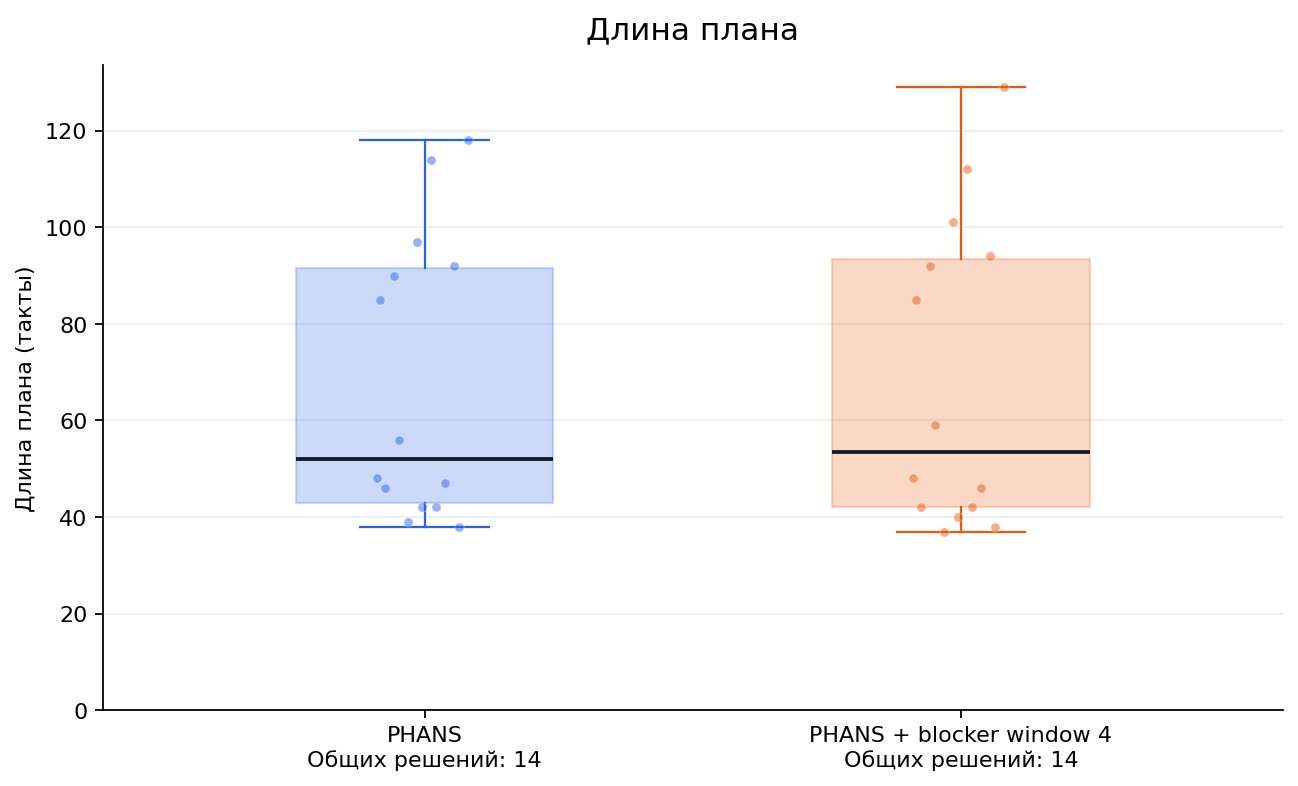 Длина плана
Длина плана (такты)
120
100
80
60
40
20
0
PHANS
Общих решений: 14
PHANS + blocker window 4
Общих решений: 14